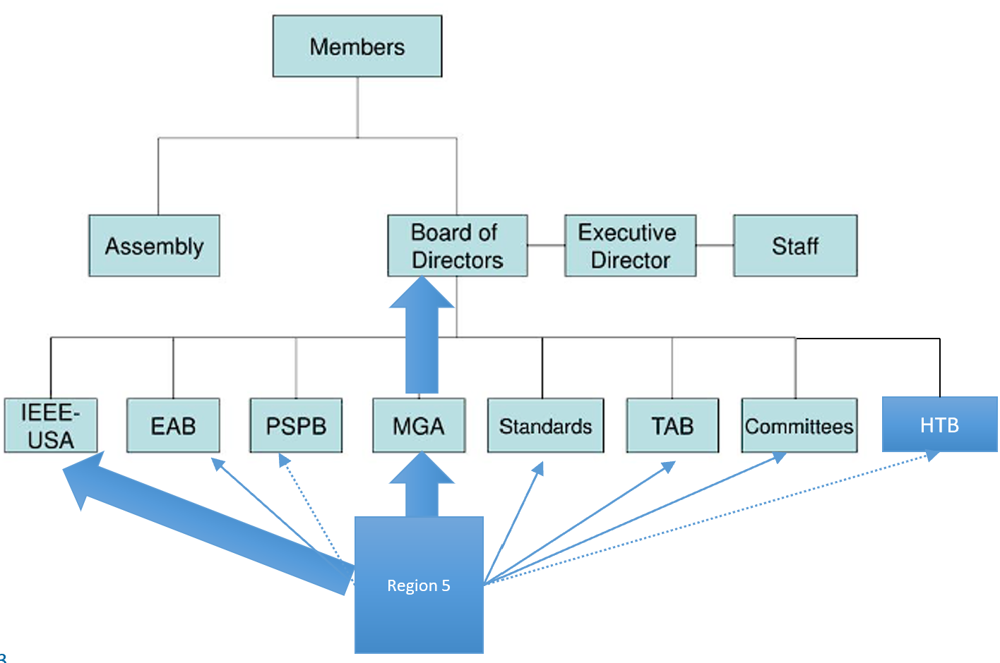 Members
Assembly
Board of
Directors
Executive
Director
Staff
IEEE-
USA
EAB
PSPB
MGA
Standards
TAB
Committees
HTB
Region 5
3